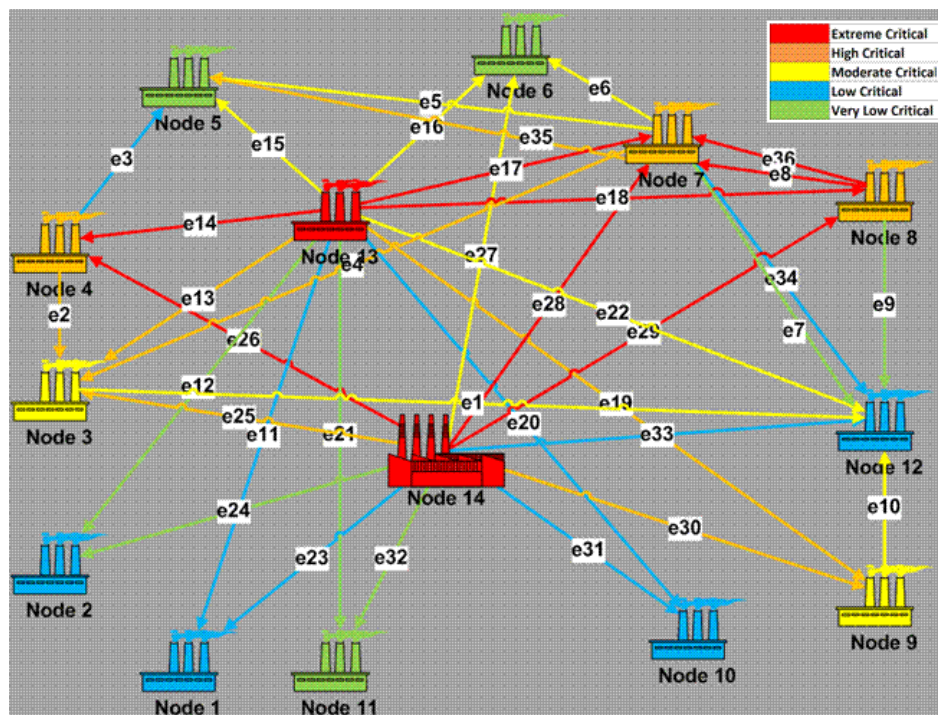 Extreme Critical
High Critical
Moderate Critical
Low Critical
Very Low Critical
Node 6
Node 5
e5
e6
e16
e35
e15
e3
e17
e36
e8
Node 7
e18
e14
Node 8
Node 13
Node 4
e4
e27
e34
e13
e28
e22
e9
e2
e29
e7
e26
e12
e1
e19
e25
e20
Node 3
e11
e21
e33
Node 12
Node 14
e24
e10
e30
e23
e32
e31
Node 2
Node 9
Node 10
Node 1
Node 11